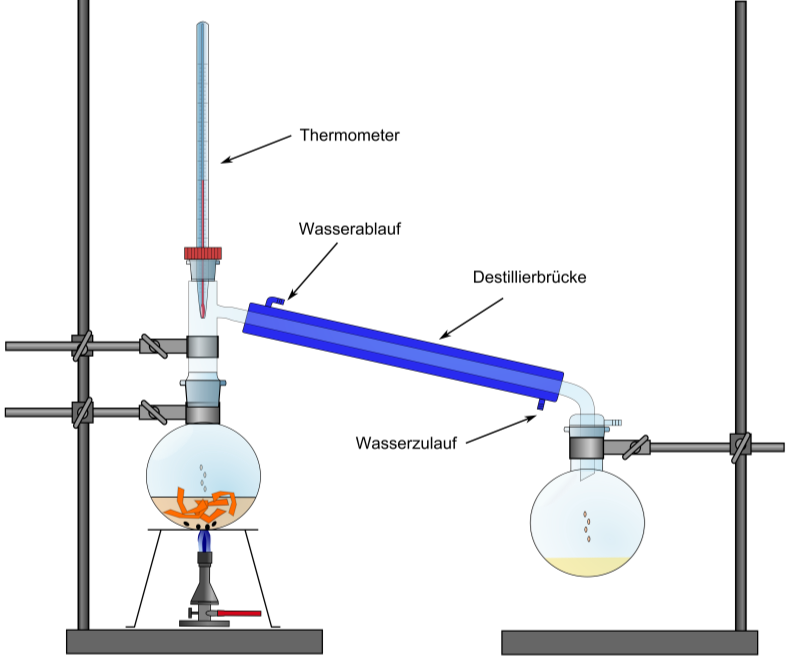 Thermometer
Wasserablauf
Destillierbrücke
Wasserzulauf